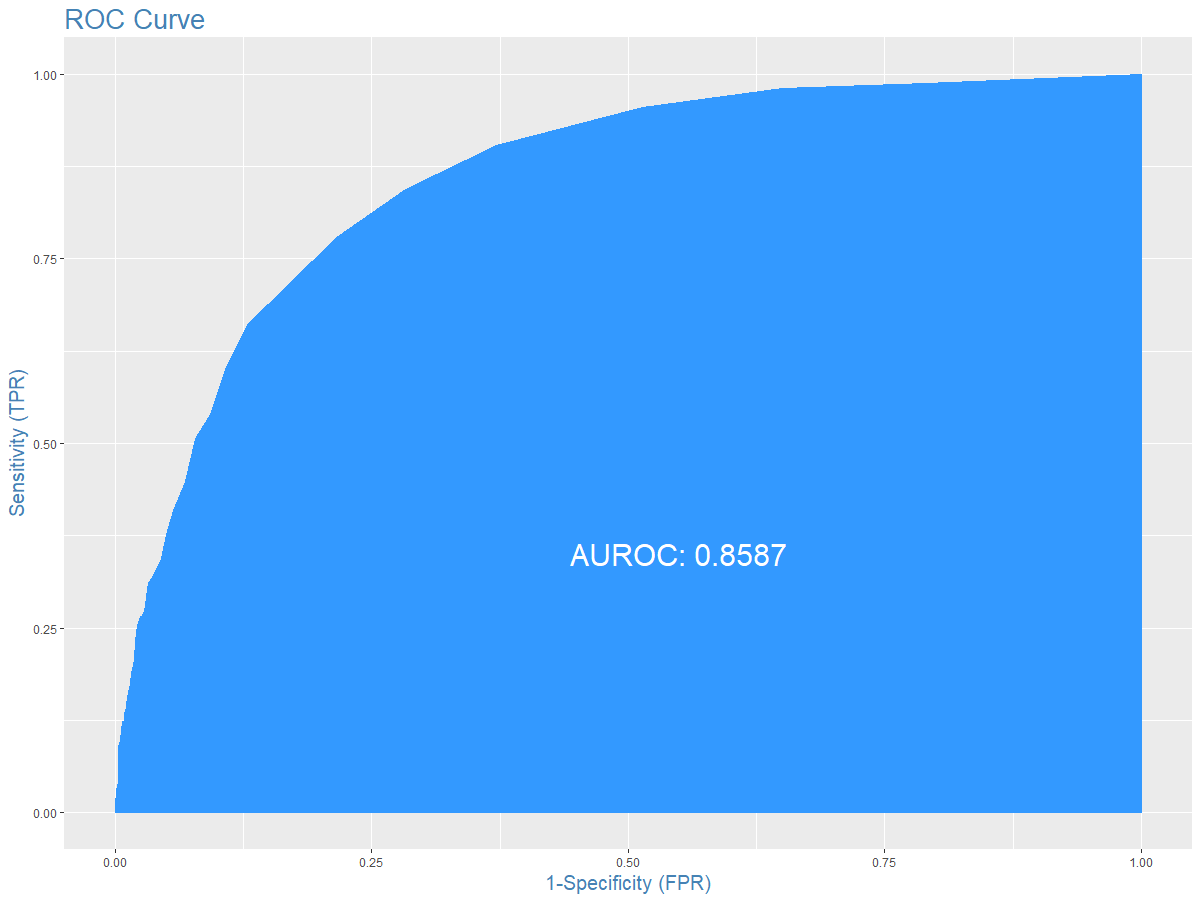 ROC Curve
1.00
0.75
0.50
0.25
0.00
Sensitivity (TPR)
AUROC: 0.8587
0.00 0.25 0.50 0.75 1.00
1-Specificity (FPR)